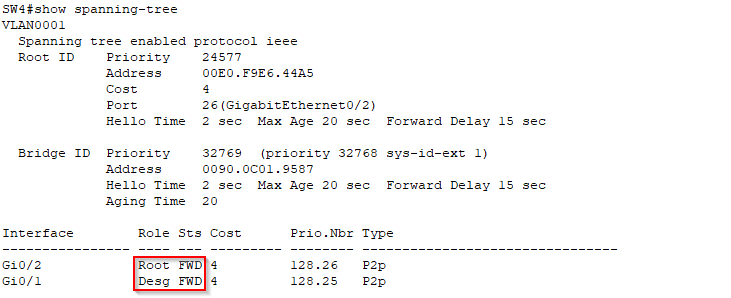 SW4#show spanning-tree
VLAN0001
  Spanning tree enabled protocol ieee
  Root ID    Priority    24577
             Address     00E0.F9E6.44A5
             Cost        4
             Port        26(GigabitEthernet0/2)
             Hello Time  2 sec  Max Age 20 sec  Forward Delay 15 sec
  Bridge ID  Priority    32769  (priority 32768 sys-id-ext 1)
             Address     0090.0C01.9587
             Hello Time  2 sec  Max Age 20 sec  Forward Delay 15 sec
             Aging Time  20
Interface        Role Sts Cost      Prio.Nbr Type
---------------- ---- --- --------- -------- --------------------------------
Gi0/2            Root FWD 4         128.26   P2p
Gi0/1            Desg FWD 4         128.25   P2p